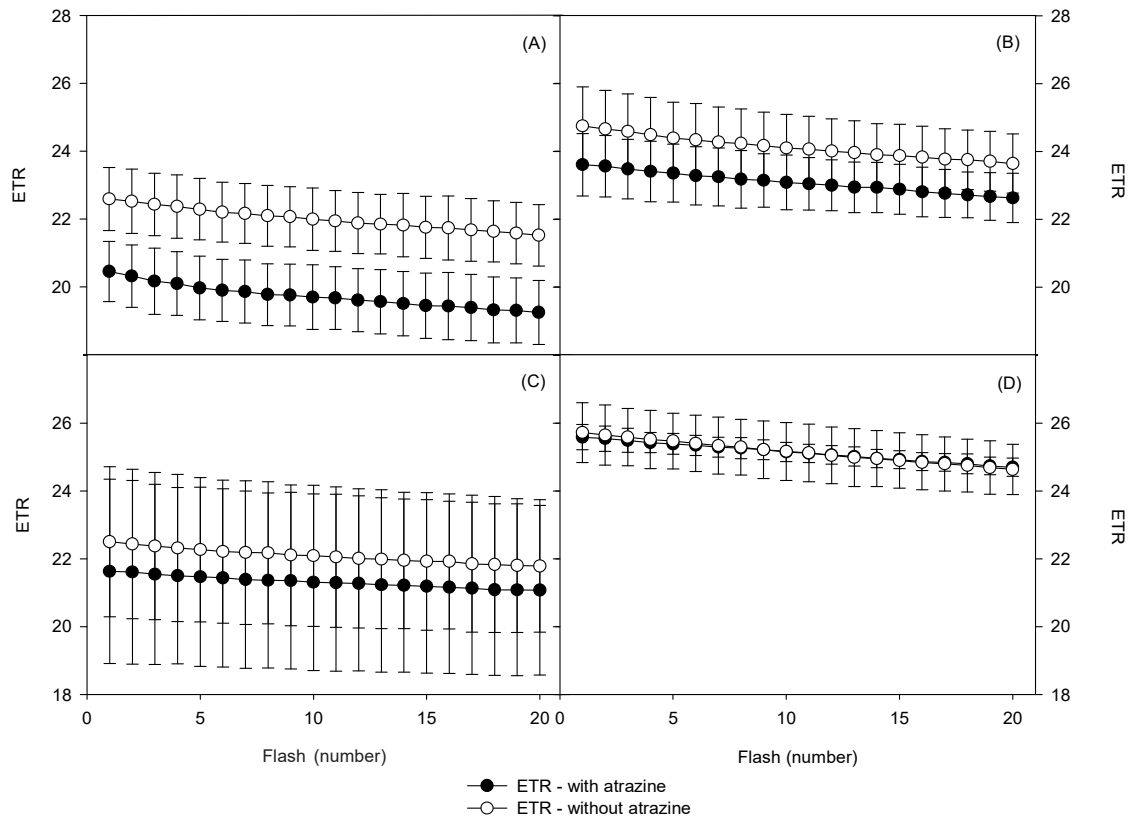 28
28
(A)
(B)
26
26
24
24
ETR
ETR
22
22
20
20
(C)
(D)
26
26
24
24
ETR
ETR
22
22
20
20
18
18
0 5 10 15 20 0 5 10 15 20
Flash (number)
Flash (number)
ETR - with atrazine
ETR - without atrazine